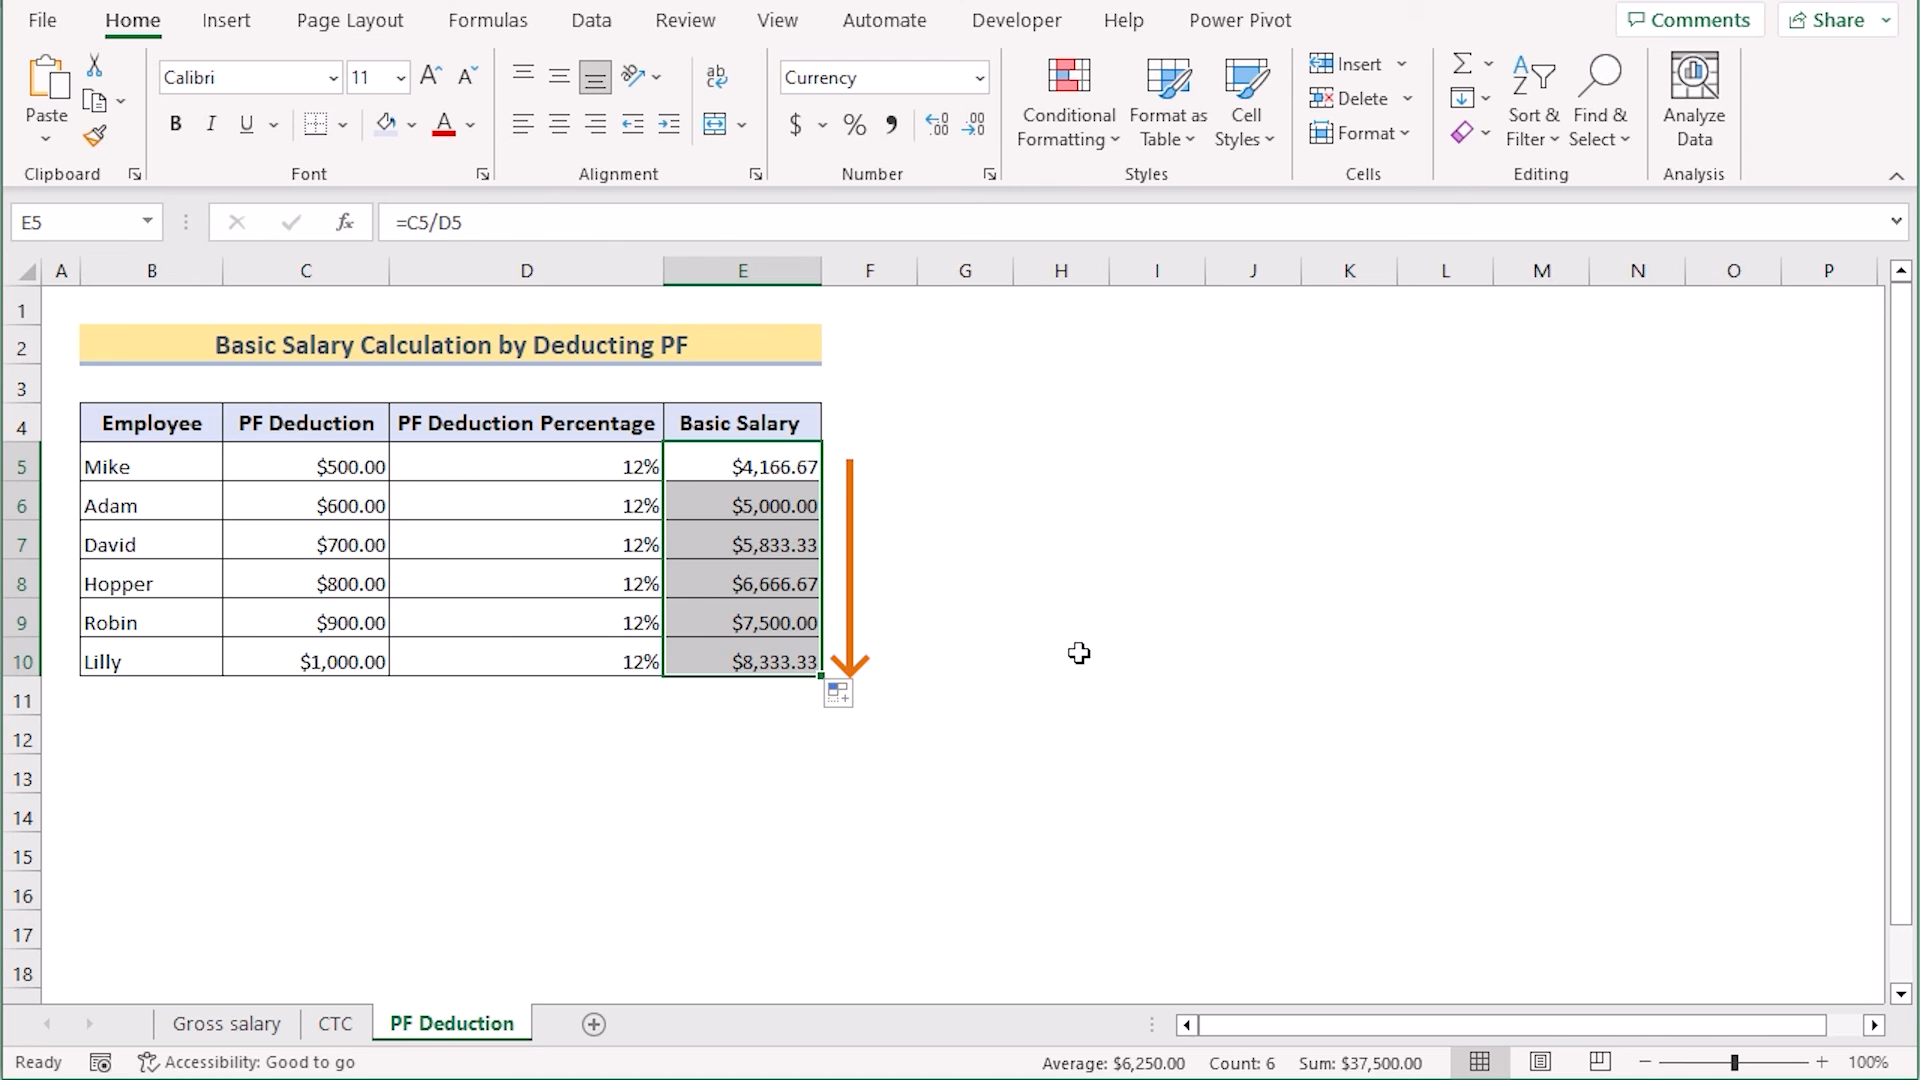 File Home Insert Page Layout Formulas Data Review View Automate Developer Help Power Pivot Comments Share
Paste
Clipboard
Calibri 11
B I U A
Font
ab
Alignment
Currency
$ % ,
Number
Conditional Formatting
Format as Table
Cell Styles
Styles
Insert
Delete
Format
Cells
Sort & Filter
Find & Select
Editing
Analyze Data
Analysis
E5 fx =C5/D5
A B C D E F G H I J K L M N O P
1
2 Basic Salary Calculation by Deducting PF
3
4 Employee PF Deduction PF Deduction Percentage Basic Salary
5 Mike $500.00 12% $4,166.67
6 Adam $600.00 12% $5,000.00
7 David $700.00 12% $5,833.33
8 Hopper $800.00 12% $6,666.67
9 Robin $900.00 12% $7,500.00
10 Lilly $1,000.00 12% $8,333.33
11
12
13
14
15
16
17
18
Gross salary CTC PF Deduction
Ready Accessibility: Good to go Average: $6,250.00 Count: 6 Sum: $37,500.00 100%